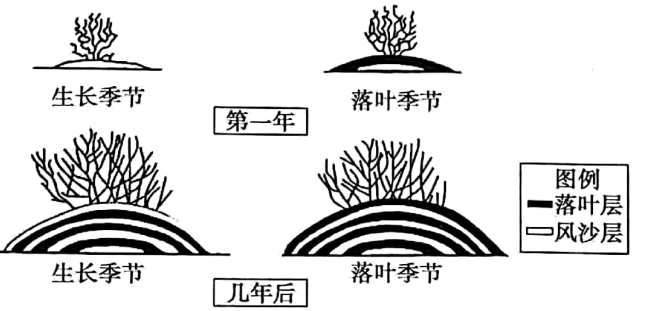 生长季节
落叶季节
第一年
图例
落叶层
风沙层
生长季节
落叶季节
几年后